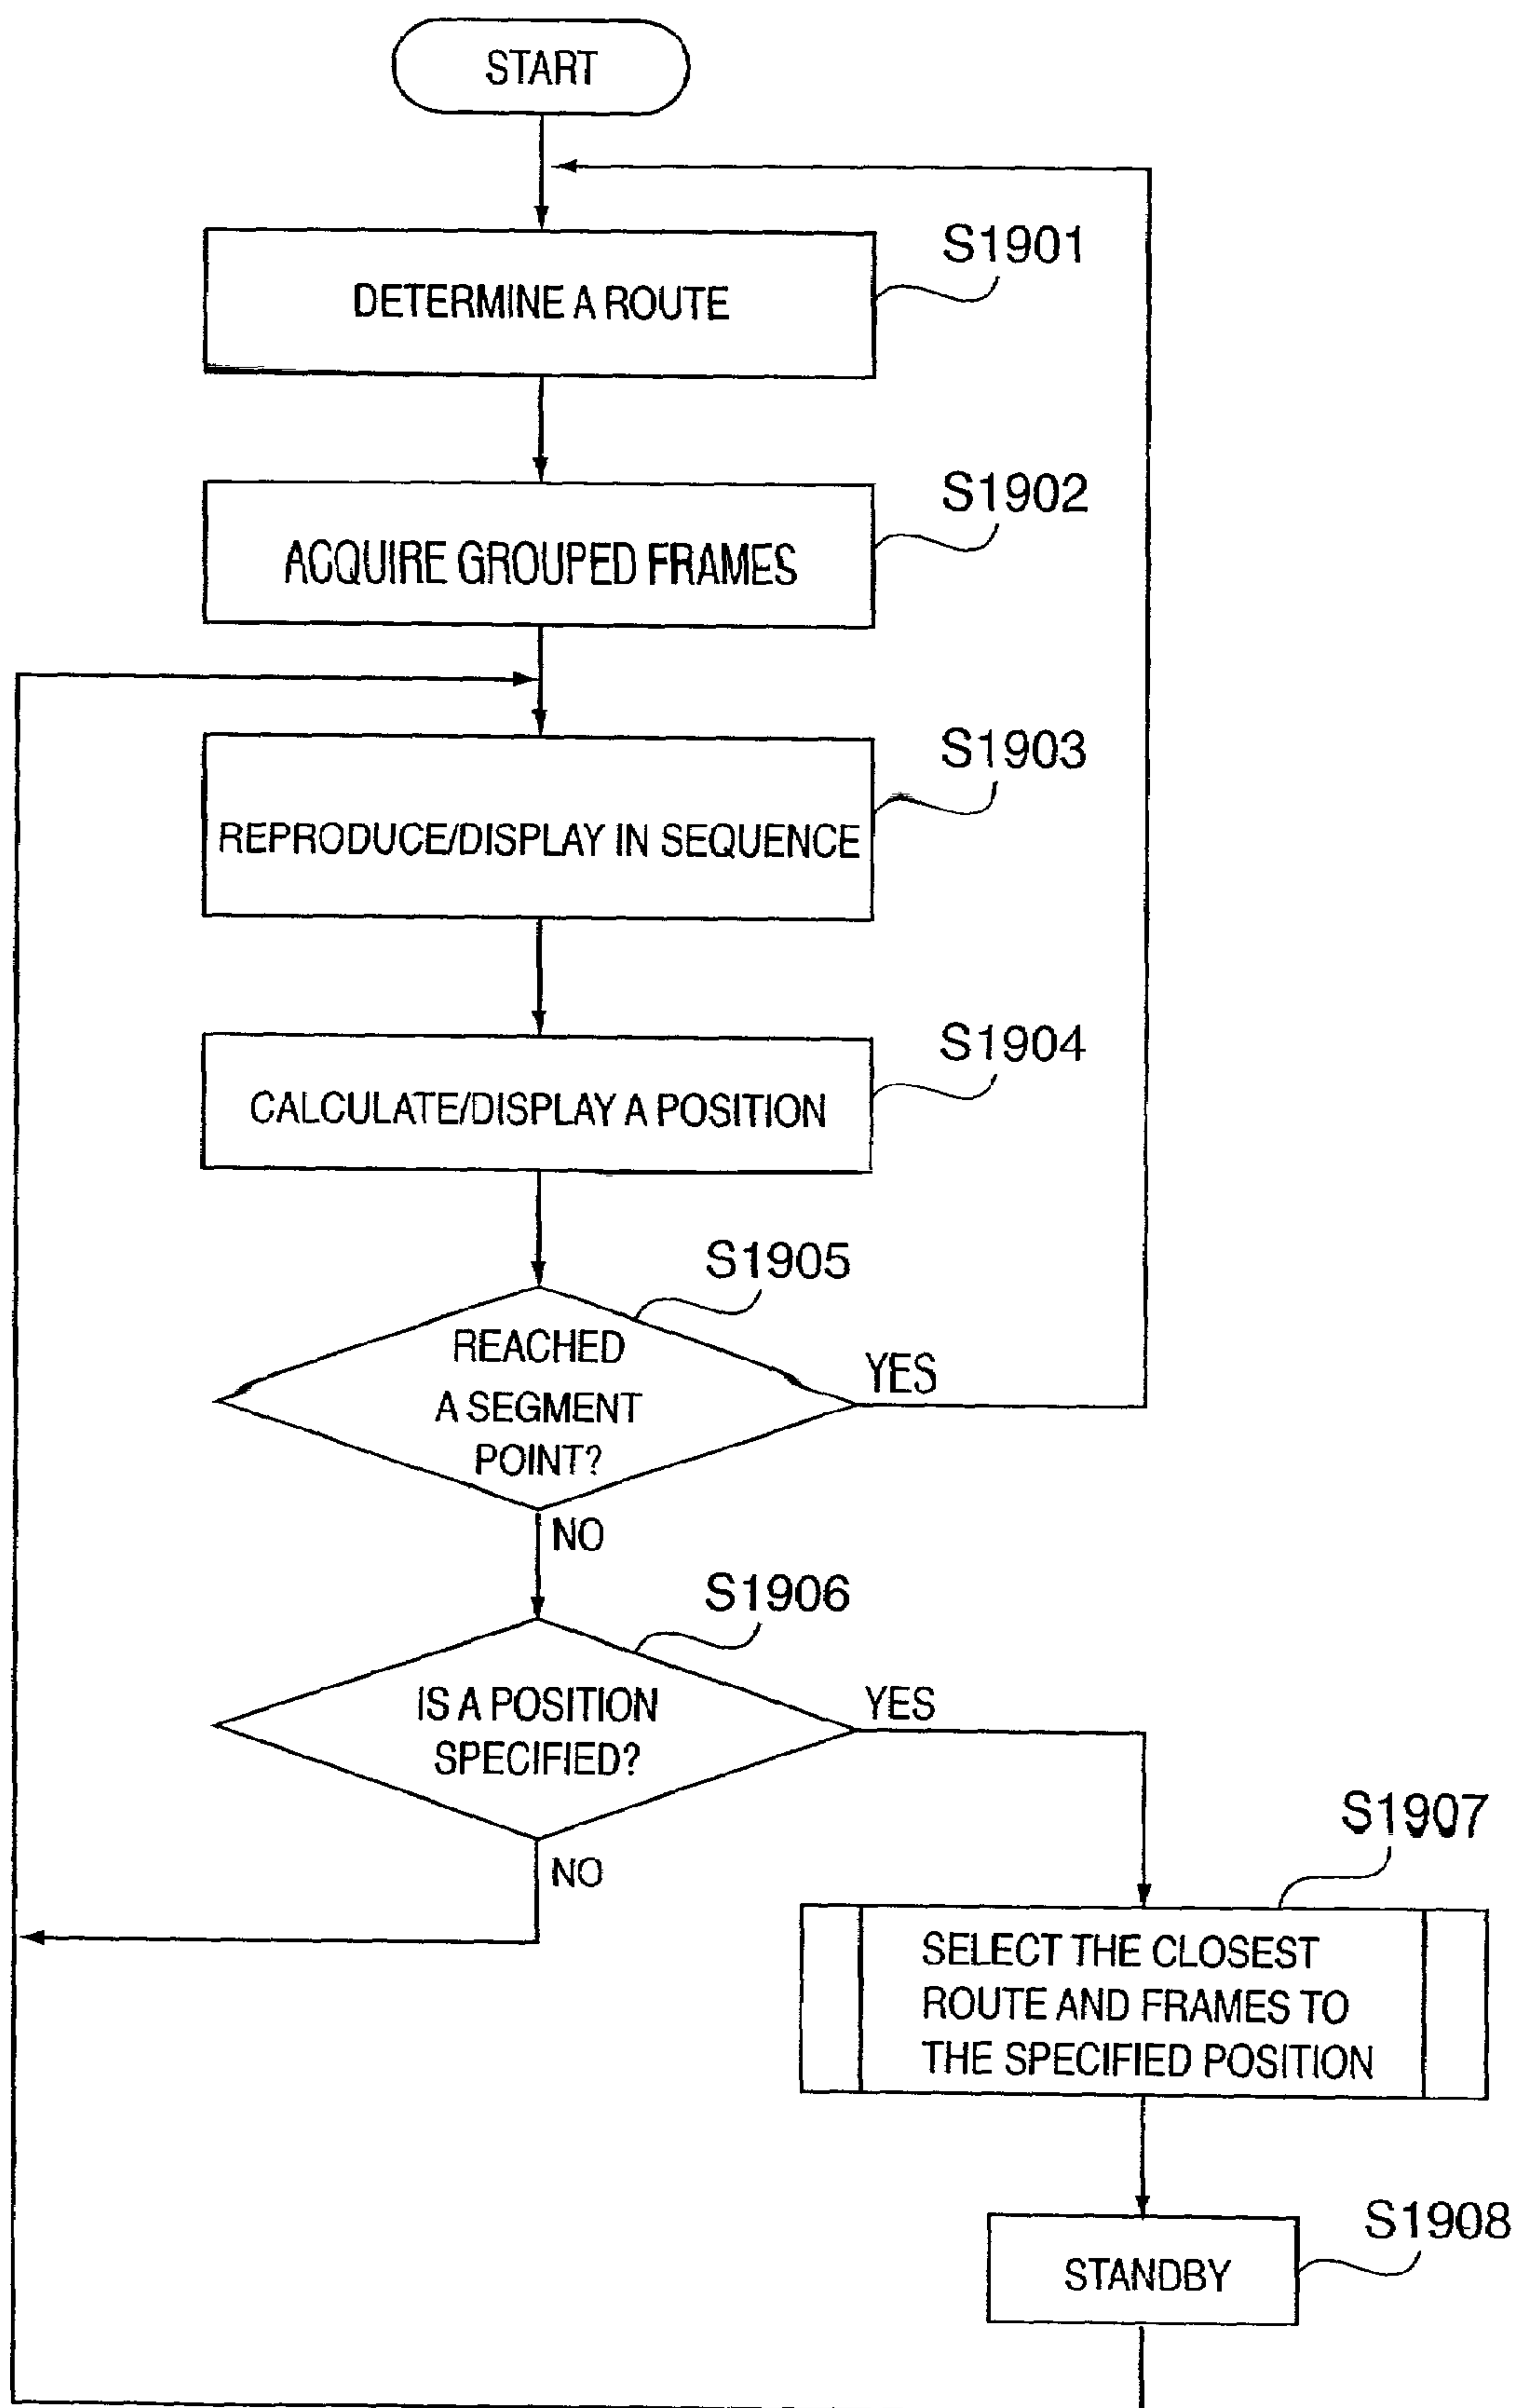 START
S1901
DETERMINE A ROUTE
S1902
ACQUIRE GROUPED FRAMES
S1903
REPRODUCE/DISPLAY IN SEQUENCE
S1904
CALCULATE/DISPLAY A POSITION
S1905
REACHED
A SEGMENT
POINT?
YES
NO
S1906
IS A POSITION
SPECIFIED?
YES
NO
S1907
SELECT THE CLOSEST
ROUTE AND FRAMES TO
THE SPECIFIED POSITION
S1908
STANDBY